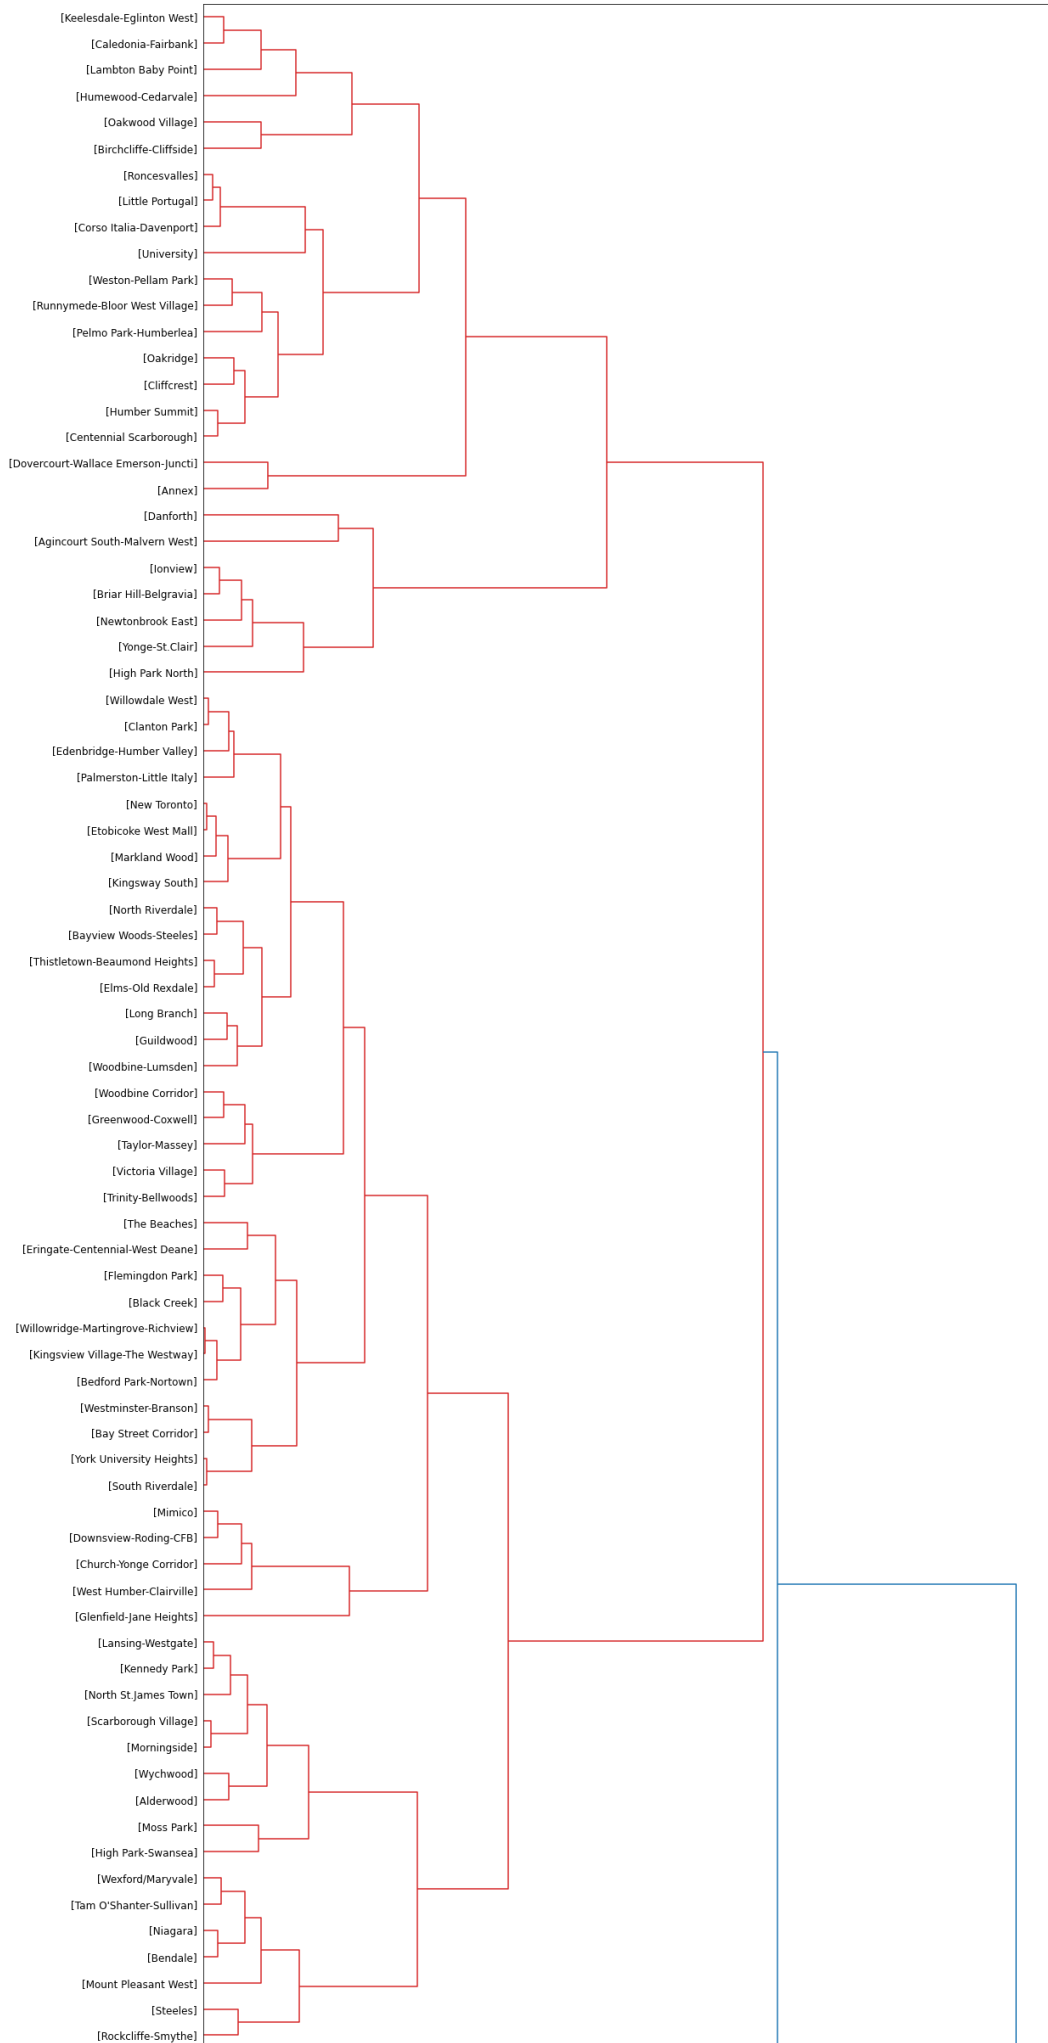 [Keelesdale-Eglinton West]
[Caledonia-Fairbank]
[Lambton Baby Point]
[Humewood-Cedarvale]
[Oakwood Village]
[Birchcliffe-Cliffside]
[Roncesvalles]
[Little Portugal]
[Corso Italia-Davenport]
[University]
[Weston-Pellam Park]
[Runnymede-Bloor West Village]
[Pelmo Park-Humberlea]
[Oakridge]
[Cliffcrest]
[Humber Summit]
[Centennial Scarborough]
[Dovercourt-Wallace Emerson-Juncti]
[Annex]
[Danforth]
[Agincourt South-Malvern West]
[Ionview]
[Briar Hill-Belgravia]
[Newtonbrook East]
[Yonge-St.Clair]
[High Park North]
[Willowdale West]
[Clanton Park]
[Edenbridge-Humber Valley]
[Palmerston-Little Italy]
[New Toronto]
[Etobicoke West Mall]
[Markland Wood]
[Kingsway South]
[North Riverdale]
[Bayview Woods-Steeles]
[Thistletown-Beaumond Heights]
[Elms-Old Rexdale]
[Long Branch]
[Guildwood]
[Woodbine-Lumsden]
[Woodbine Corridor]
[Greenwood-Coxwell]
[Taylor-Massey]
[Victoria Village]
[Trinity-Bellwoods]
[The Beaches]
[Eringate-Centennial-West Deane]
[Flemingdon Park]
[Black Creek]
[Willowridge-Martingrove-Richview]
[Kingsview Village-The Westway]
[Bedford Park-Nortown]
[Westminster-Branson]
[Bay Street Corridor]
[York University Heights]
[South Riverdale]
[Mimico]
[Downsview-Roding-CFB]
[Church-Yonge Corridor]
[West Humber-Clairville]
[Glenfield-Jane Heights]
[Lansing-Westgate]
[Kennedy Park]
[North St.James Town]
[Scarborough Village]
[Morningside]
[Wychwood]
[Alderwood]
[Moss Park]
[High Park-Swansea]
[Wexford/Maryvale]
[Tam O'Shanter-Sullivan]
[Niagara]
[Bendale]
[Mount Pleasant West]
[Steeles]
[Rockcliffe-Smythe]